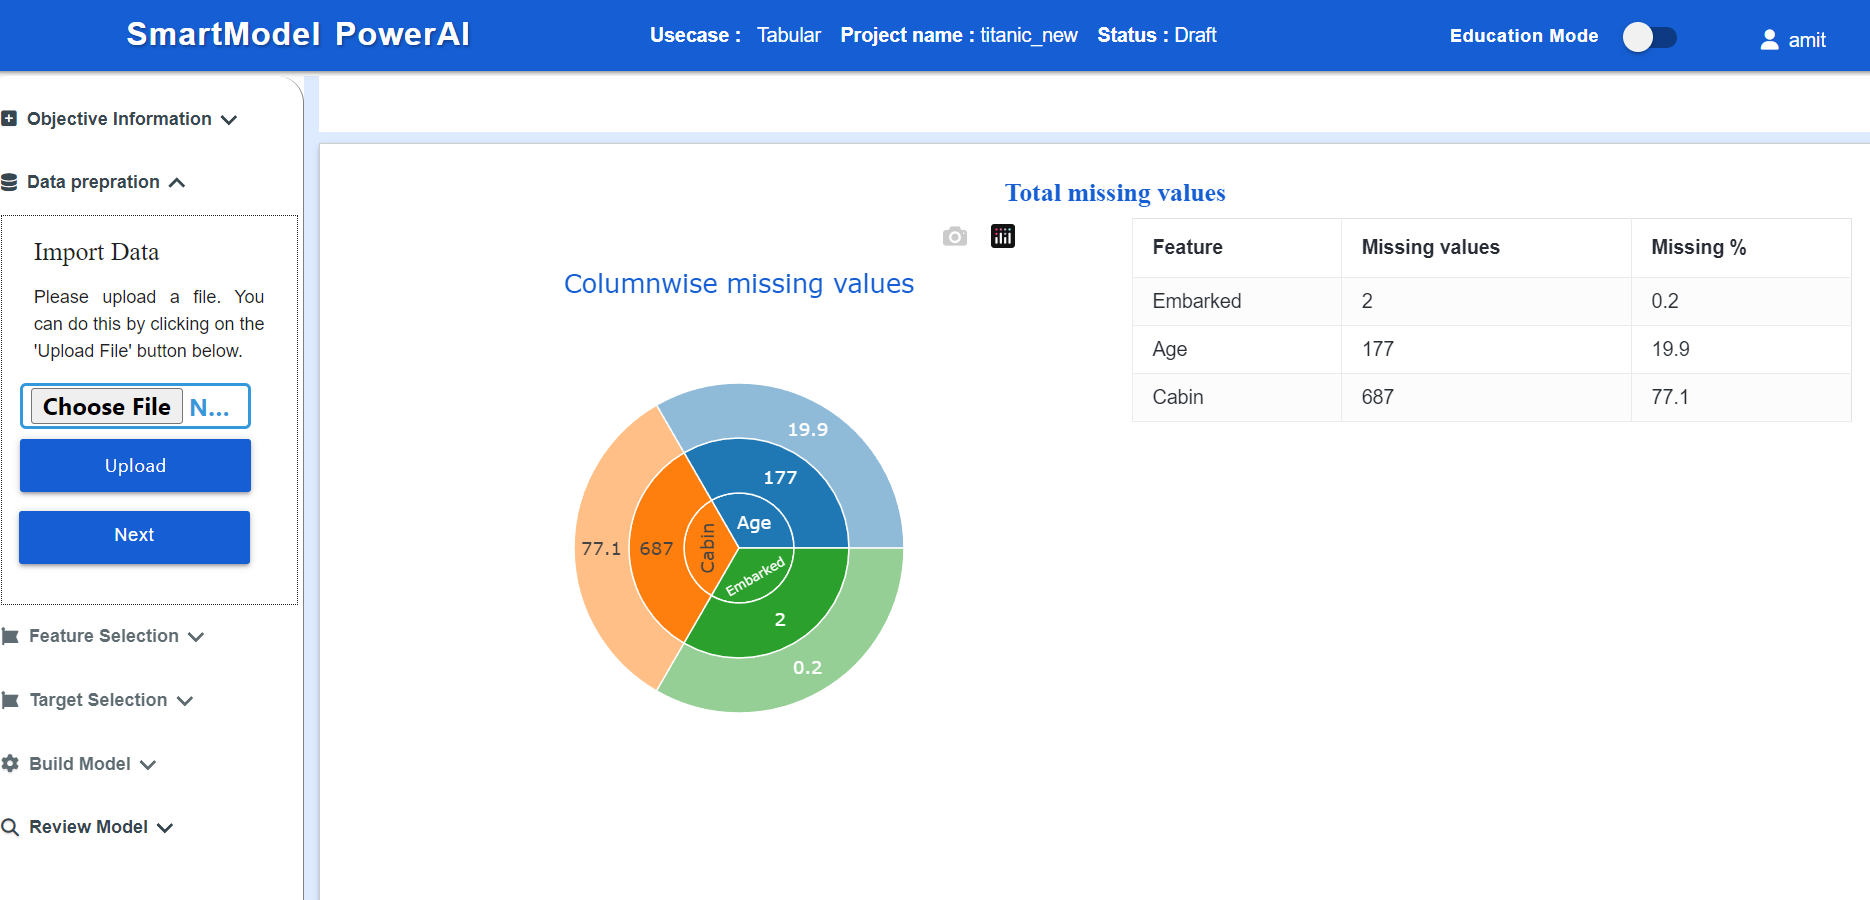 SmartModel PowerAI
Usecase : Tabular Project name : titanic_new Status : Draft
Education Mode
amit
Objective Information
Data prepration
Import Data
Please upload a file. You
can do this by clicking on the
'Upload File' button below.
Choose File N...
Upload
Next
Feature Selection
Target Selection
Build Model
Review Model
Total missing values
Columnwise missing values
19.9
177
Age
77.1 687 Cabin
Embarked
2
0.2
Feature Missing values Missing %
Embarked 2 0.2
Age 177 19.9
Cabin 687 77.1